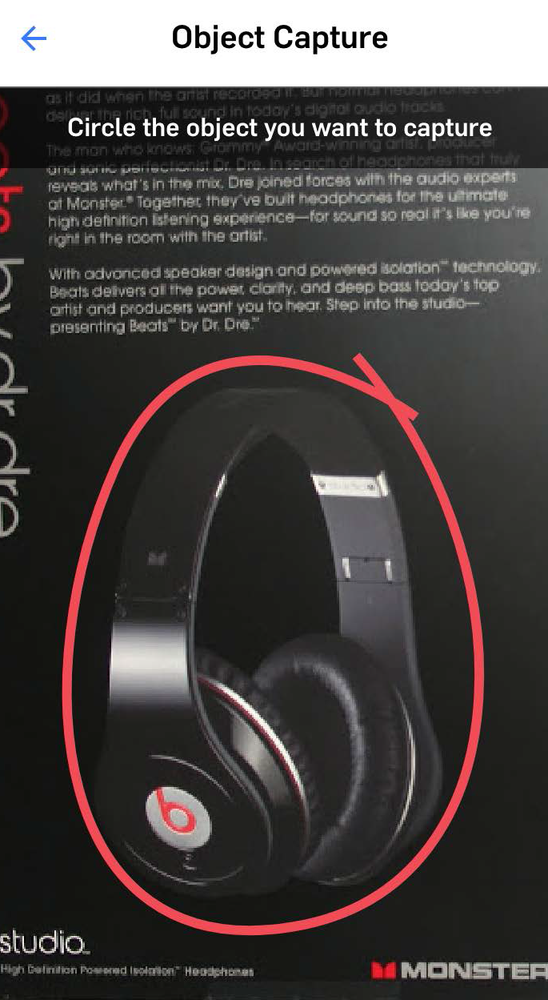 Object Capture
as it did when the artist recorded it. But normal headphones can't
deliver the rich, full sound in today's digital audio tracks.
Circle the object you want to capture
The man who knows: Grammy® Award-winning artist, producer
and sonic perfectionist Dr. Dre. In search of headphones that truly
reveals what's in the mix, Dre joined forces with the audio experts
at Monster.® Together, they've built headphones for the ultimate
high definition listening experience—for sound so real it's like you're
right in the room with the artist.
With advanced speaker design and powered isolation™ technology,
Beats delivers all the power, clarity, and deep bass today's top
artist and producers want you to hear. Step into the studio—
presenting Beats™ by Dr. Dre.™
by dr. dre
b
studio™
High Definition Powered Isolation™ Headphones
MONSTER